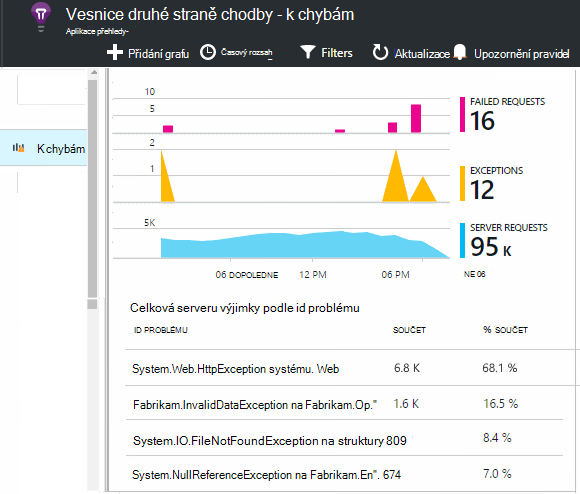 Vesnice druhé straně chodby - k chybám
Aplikace přehledy-
Přidání grafu Časový rozsah Filters Aktualizace Upozornění pravidel
K chybám
10
5
FAILED REQUESTS
16
2
1
EXCEPTIONS
12
5K
SERVER REQUESTS
95 K
06 DOPOLEDNE 12 PM 06 PM NE 06
Celková serveru výjimky podle id problému
ID PROBLÉMU SOUČET % SOUČET
System.Web.HttpException systému. Web 6.8 K 68.1 %
Fabrikam.InvalidDataException na Fabrikam.Op." 1.6 K 16.5 %
System.IO.FileNotFoundException na struktury 809 8.4 %
System.NullReferenceException na Fabrikam.En". 674 7.0 %